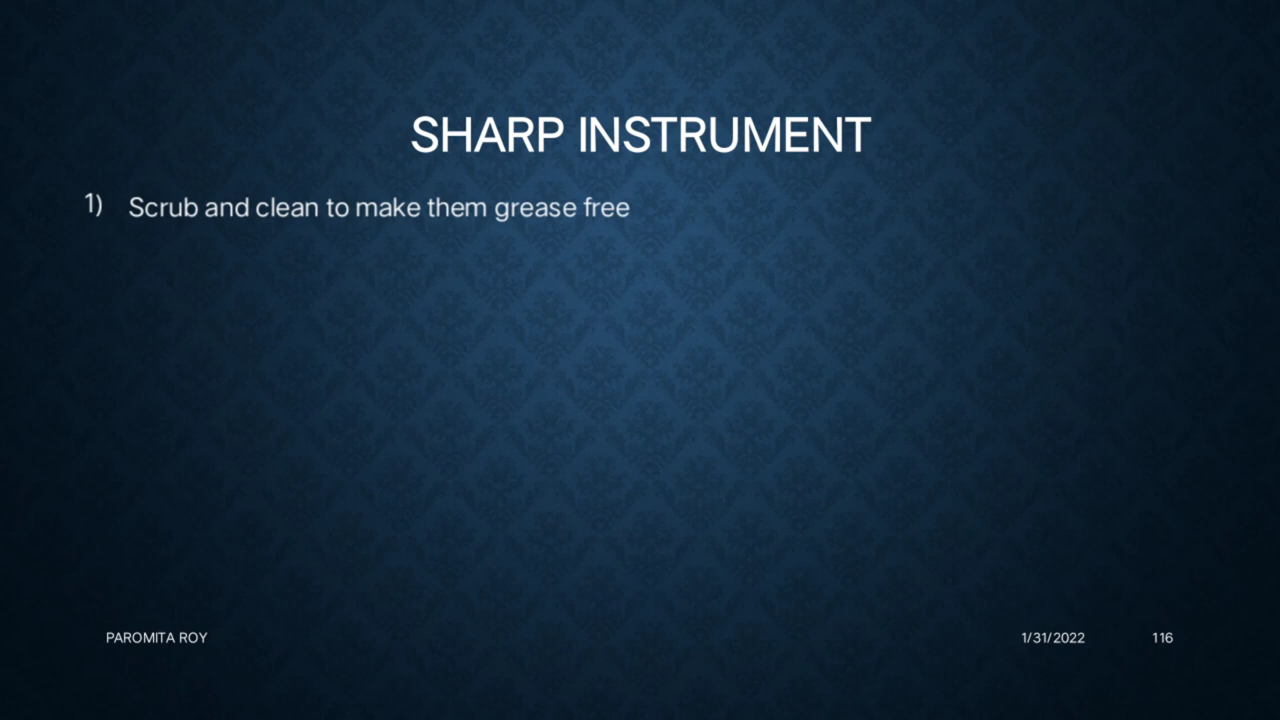 SHARP INSTRUMENT
1) Scrub and clean to make them grease free
PAROMITA ROY 1/31/2022 116